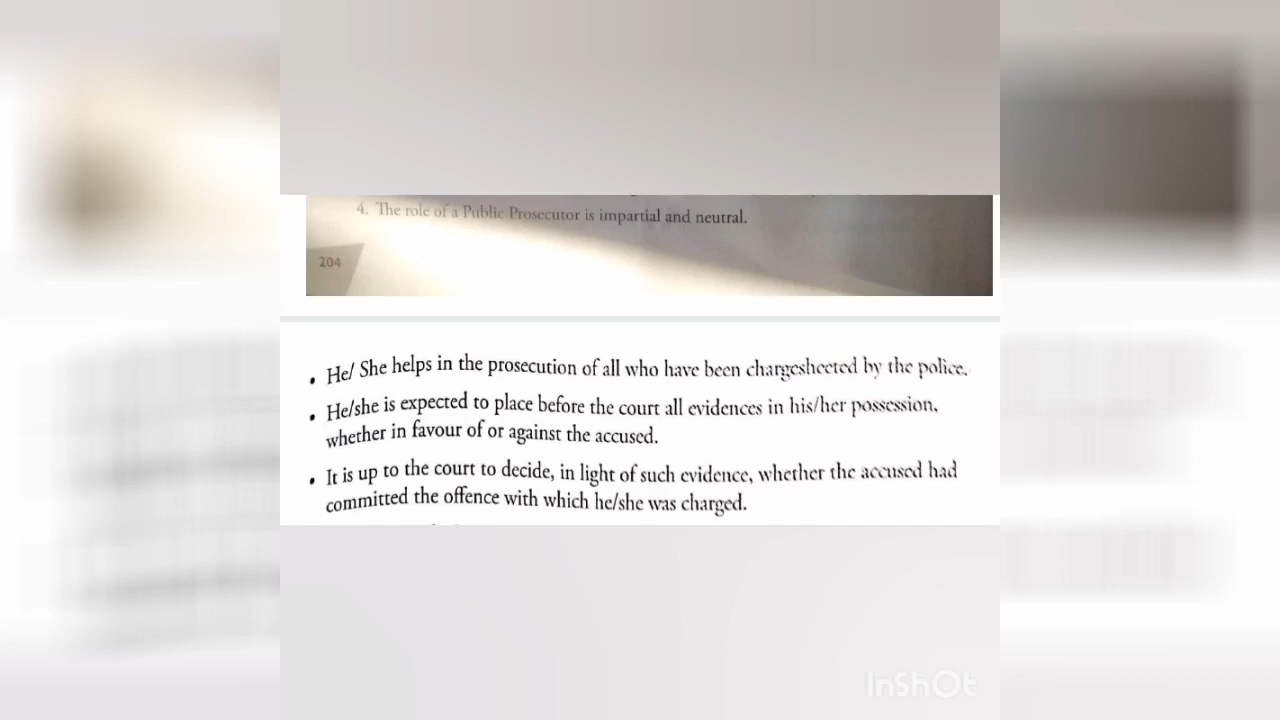 4. The role of a Public Prosecutor is impartial and neutral.
204
• He/ She helps in the prosecution of all who have been chargesheeted by the police.
• He/she is expected to place before the court all evidences in his/her possession,
whether in favour of or against the accused.
• It is up to the court to decide, in light of such evidence, whether the accused had
committed the offence with which he/she was charged.
InShOt